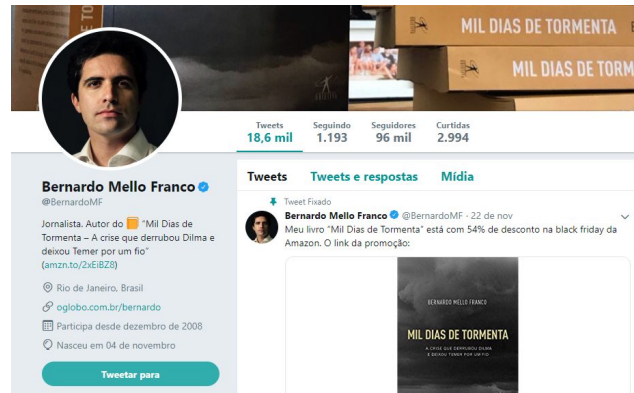 MIL DIAS DE TORMENTA
MIL DIAS DE TORM
Tweets Seguindo Seguidores Curtidas
18,6 mil 1.193 96 mil 2.994
Bernardo Mello Franco
@BernardoMF
Jornalista. Autor do 📙 “Mil Dias de
Tormenta – A crise que derrubou Dilma e
deixou Temer por um fio”
(amzn.to/2xEiBZ8)
Rio de Janeiro, Brasil
oglobo.com.br/bernardo
Participa desde dezembro de 2008
Nasceu em 04 de novembro
Tweetar para
Tweets Tweets e respostas Mídia
Tweet Fixado
Bernardo Mello Franco @BernardoMF · 22 de nov
Meu livro "Mil Dias de Tormenta" está com 54% de desconto na black friday da
Amazon. O link da promoção:
BERNARDO MELLO FRANCO
MIL DIAS DE TORMENTA
A CRISE QUE DERRUBOU DILMA
E DEIXOU TEMER POR UM FIO